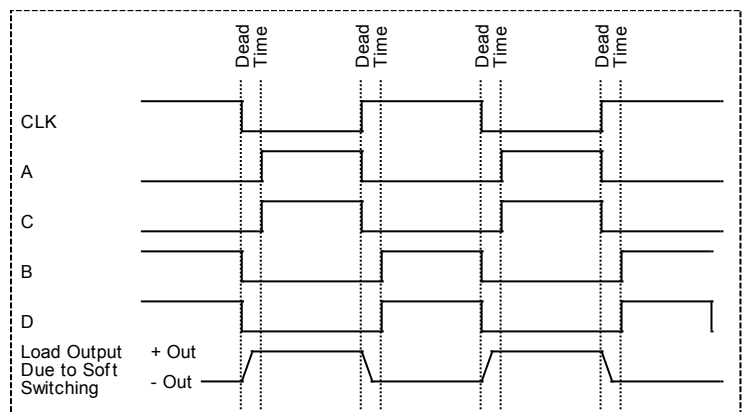 Dead
Time
Dead
Time
Dead
Time
Dead
Time
CLK
A
C
B
D
Load Output + Out
Due to Soft
Switching - Out